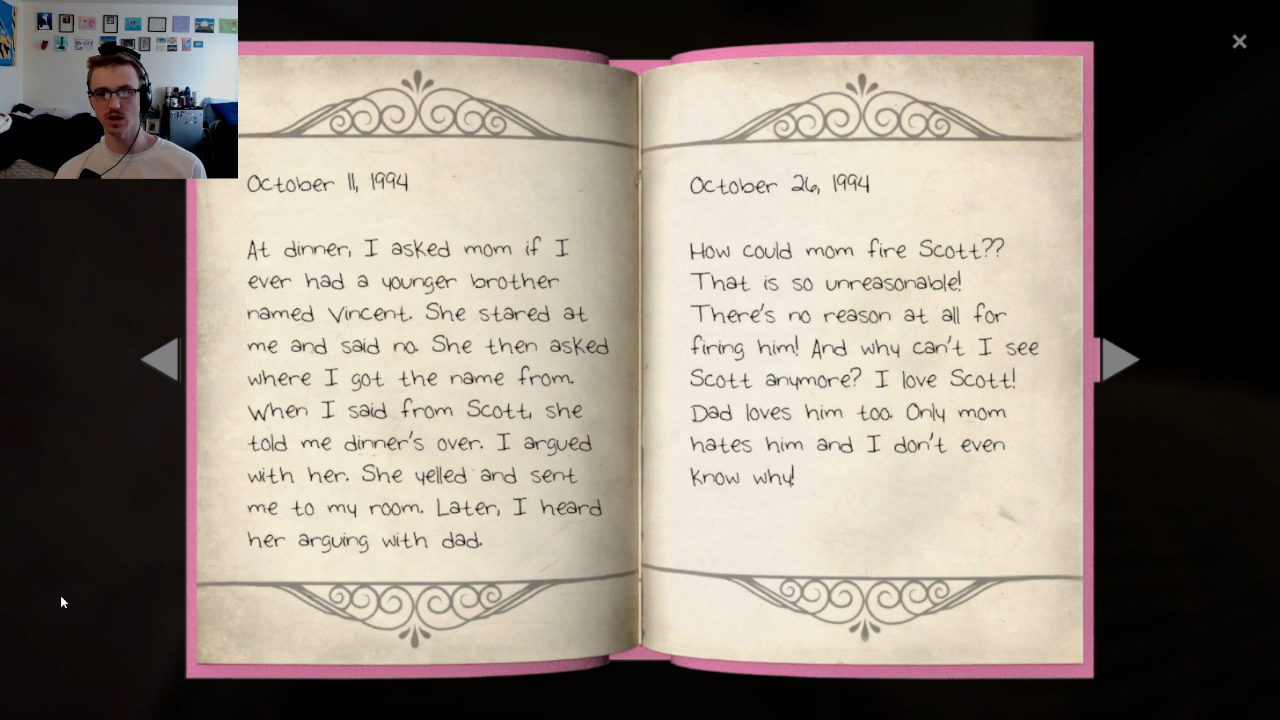 October 11, 1994
At dinner, I asked mom if I
ever had a younger brother
named Vincent. She stared at
me and said no. She then asked
where I got the name from.
When I said from Scott, she
told me dinner's over. I argued
with her. She yelled and sent
me to my room. Later, I heard
her arguing with dad.
October 26, 1994
How could mom fire Scott??
That is so unreasonable!
There's no reason at all for
firing him! And why can't I see
Scott anymore? I love Scott!
Dad loves him too. Only mom
hates him and I don't even
know why!